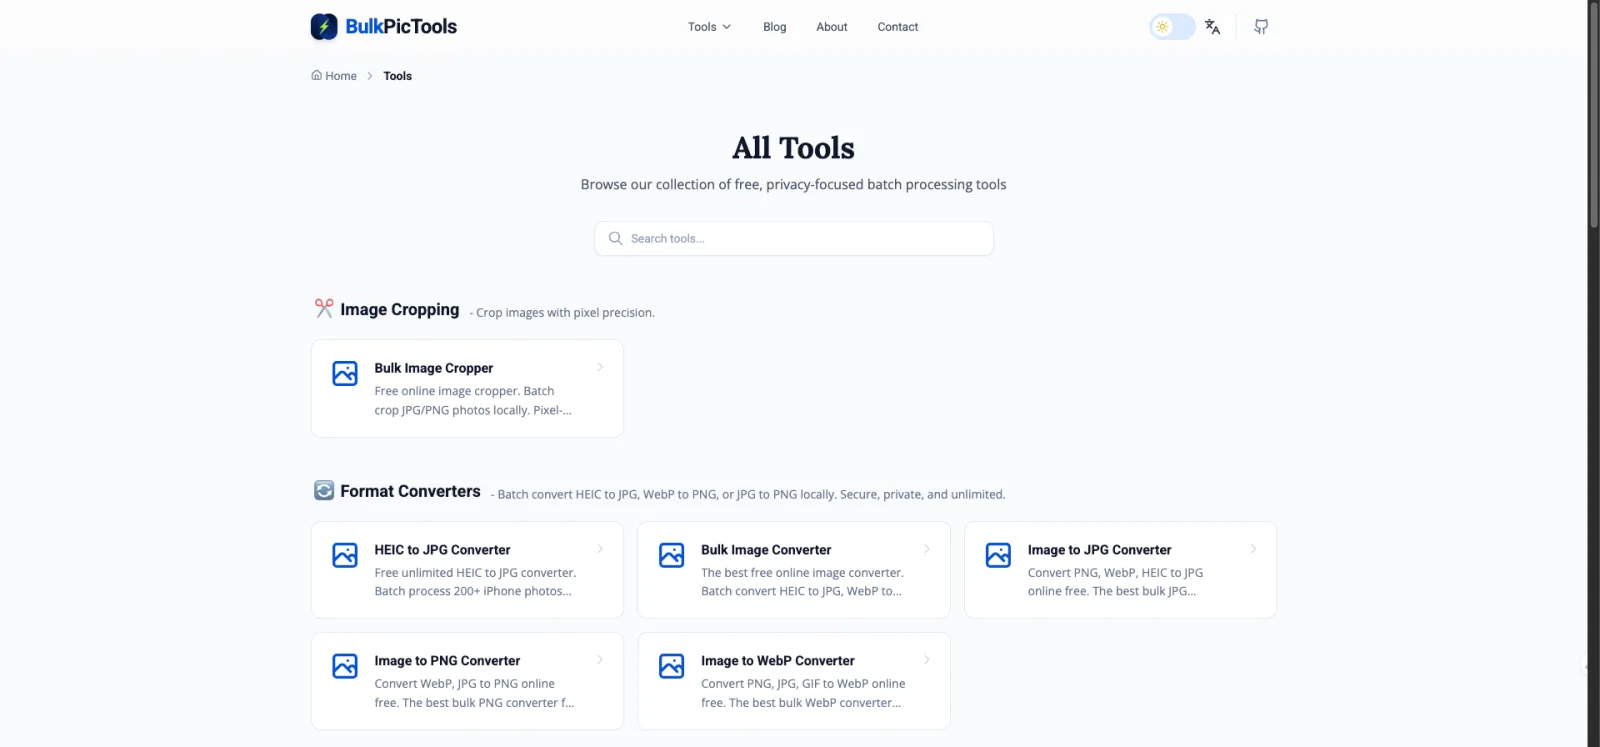 BulkPicTools
Tools
Blog
About
Contact
Home
Tools
All Tools
Browse our collection of free, privacy-focused batch processing tools
Search tools...
Image Cropping - Crop images with pixel precision.
Bulk Image Cropper
Free online image cropper. Batch
crop JPG/PNG photos locally. Pixel-...
Format Converters - Batch convert HEIC to JPG, WebP to PNG, or JPG to PNG locally. Secure, private, and unlimited.
HEIC to JPG Converter
Free unlimited HEIC to JPG converter.
Batch process 200+ iPhone photos...
Bulk Image Converter
The best free online image converter.
Batch convert HEIC to JPG, WebP to...
Image to JPG Converter
Convert PNG, WebP, HEIC to JPG
online free. The best bulk JPG...
Image to PNG Converter
Convert WebP, JPG to PNG online
free. The best bulk PNG converter f...
Image to WebP Converter
Convert PNG, JPG, GIF to WebP online
free. The best bulk WebP converter...